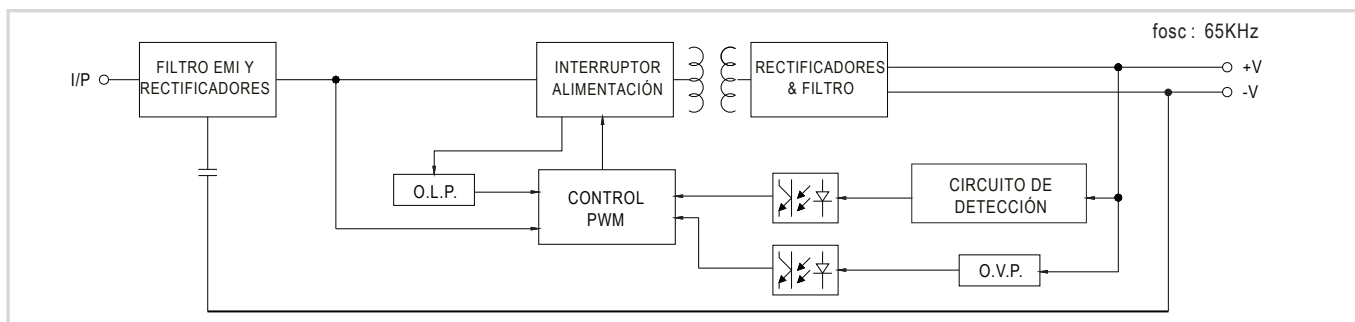 fosc : 65KHz
I/P
FILTRO EMI Y
RECTIFICADORES
INTERRUPTOR
ALIMENTACIÓN
RECTIFICADORES
& FILTRO
+V
-V
O.L.P.
CONTROL
PWM
CIRCUITO DE
DETECCIÓN
O.V.P.